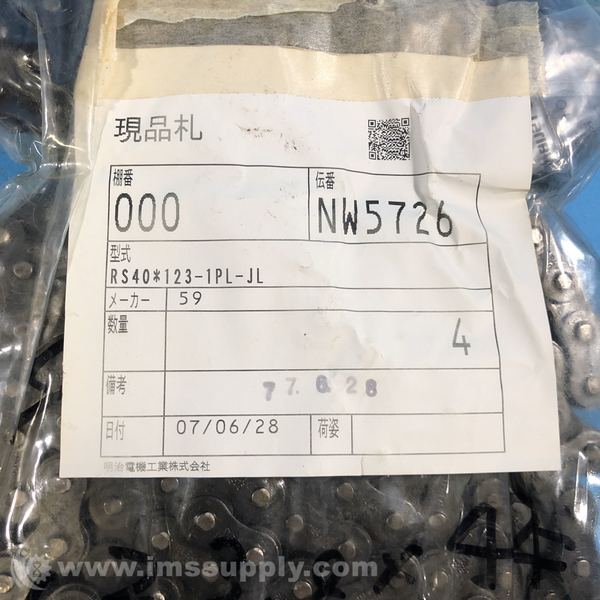 現品札
棚番 000 伝番 NW5726
型式
RS40*123-1PL-JL
メーカー 59
数量 4
備考 77.6.28
日付 07/06/28 荷姿
明治電機工業株式会社
www.imssupply.com